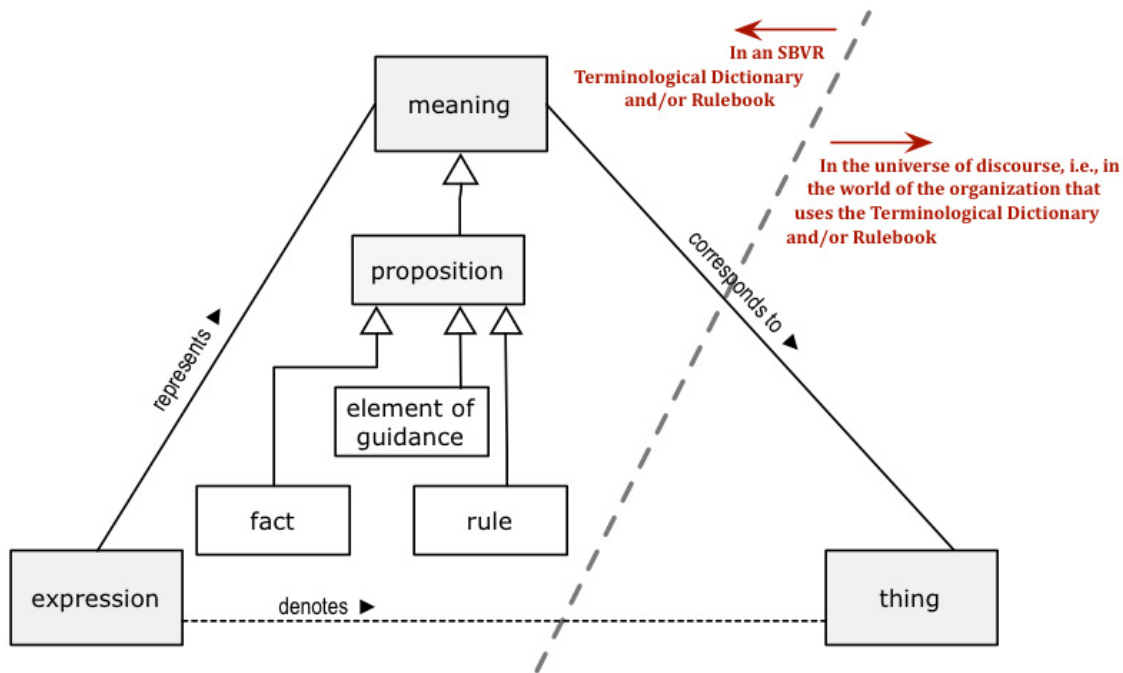 In an SBVR
Terminological Dictionary
and/or Rulebook
meaning
In the universe of discourse, i.e., in
the world of the organization that
uses the Terminological Dictionary
and/or Rulebook
proposition
corresponds to ▶
represents ▶
element of
guidance
fact
rule
expression
denotes ▶
thing